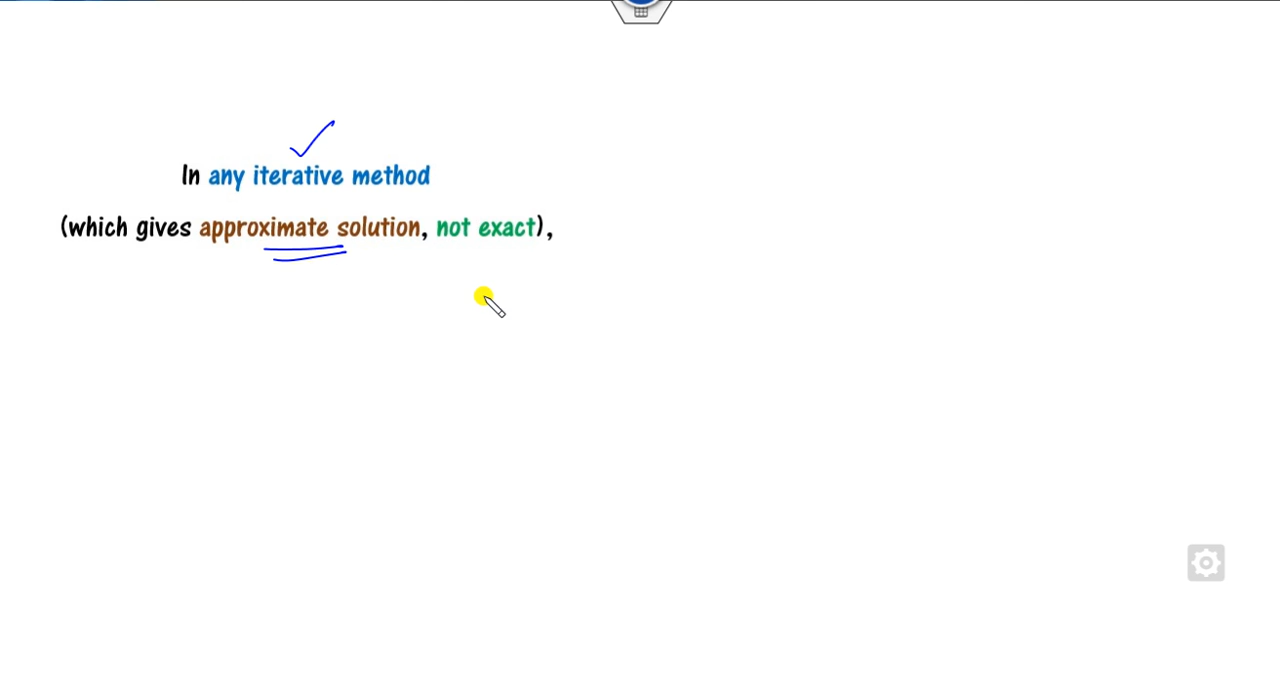 In any iterative method
(which gives approximate solution, not exact),